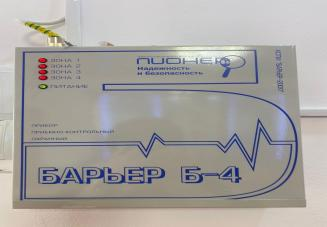 ЗОНА 1
ЗОНА 2
ЗОНА 3
ЗОНА 4
ПИТАНИЕ
ПИОНЕР
Надежность
и безопасность
ПРИБОР
ПРИЕМНО-КОНТРОЛЬНЫЙ
ОХРАННЫЙ
БАРЬЕР Б-4